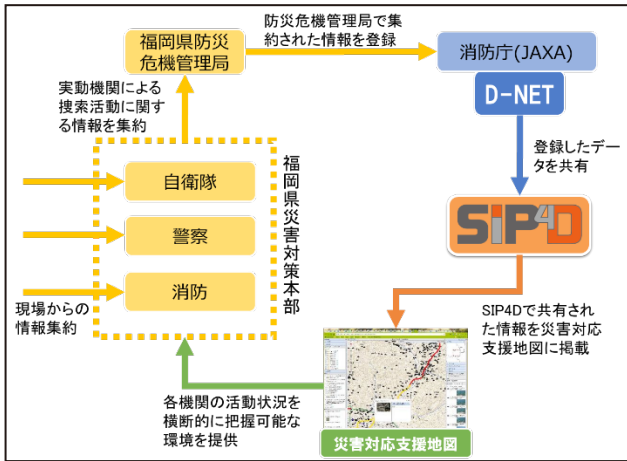 防災危機管理局で集
約された情報を登録
福岡県防災
危機管理局
消防庁(JAXA)
D-NET
実動機関による
捜索活動に関す
る情報を集約
登録したデー
タを共有
福岡県災害対策本部
自衛隊
警察
消防
SIP4D
現場からの
情報集約
SIP4Dで共有され
た情報を災害対応
支援地図に掲載
各機関の活動状況を
横断的に把握可能な
環境を提供
災害対応支援地図